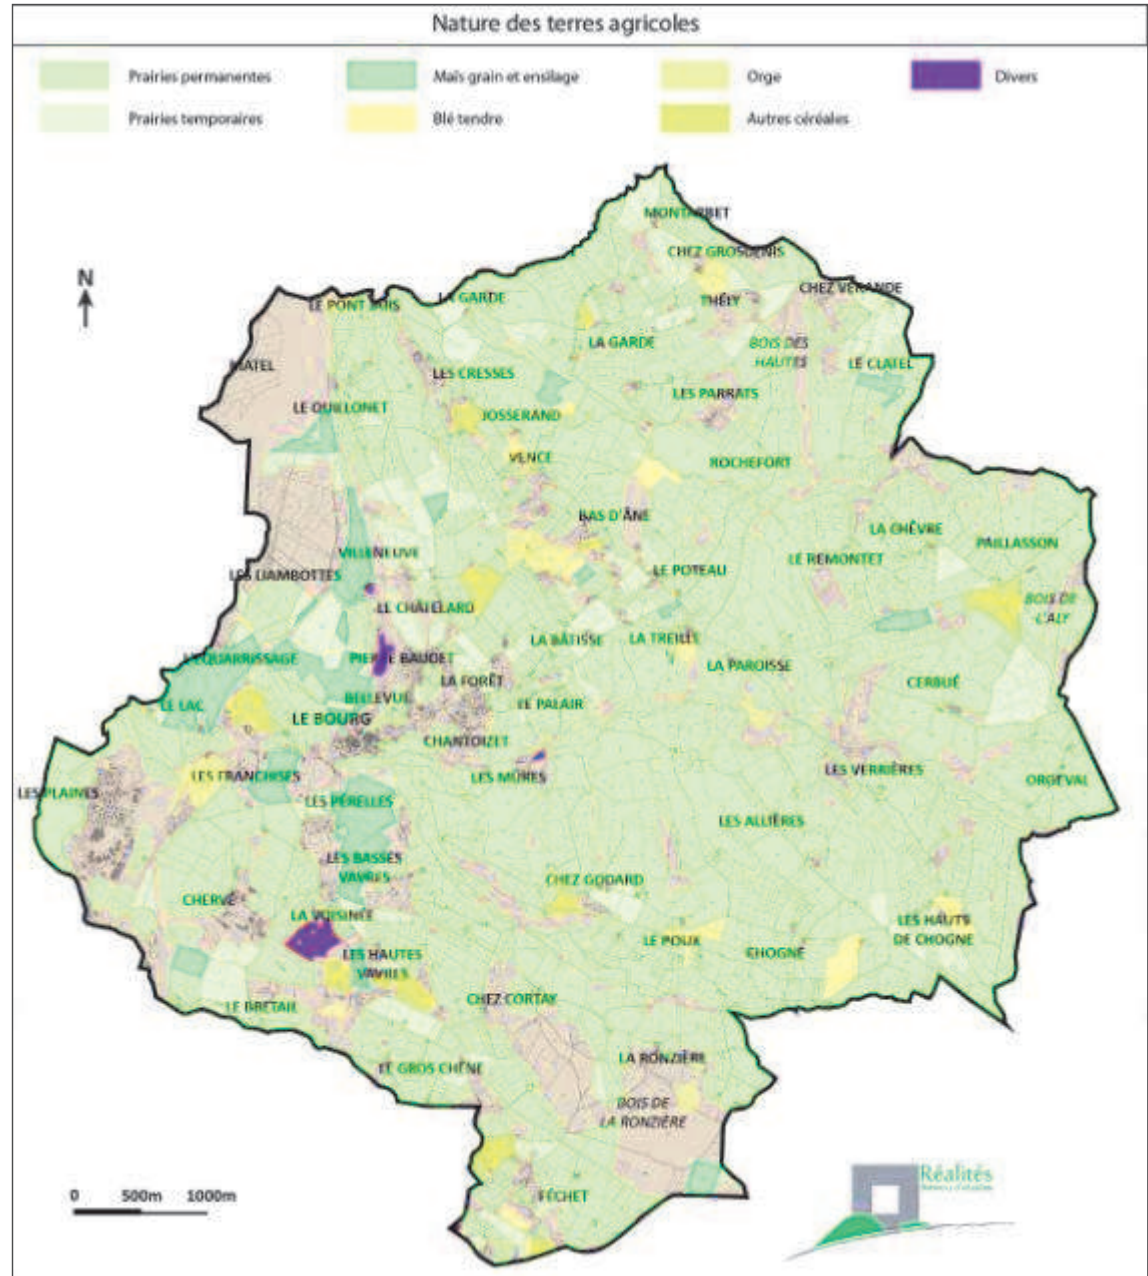 Nature des terres agricoles
Prairies permanentes
Maïs grain et ensilage
Orge
Divers
Prairies temporaires
Blé tendre
Autres céréales
MONTARBET
CHEZ GROSDENIS
N
CHEZ VERANDE
LA GARDE
LE PONT BOIS
THÉLY
LA GARDE
BOIS DES
HAUTES
LE CLATEL
MATEL
LES CRESSES
LES PARRATS
LE OUILLONET
JOSSERAND
VENCE
ROCHEFORT
BAS D'ÂNE
LA CHÈVRE
PAILLASSON
VILLENEUVE
LE REMONTET
LE POTEAU
LES LIAMBOTTES
LE CHÂTELARD
BOIS DE
L'ALY
LA BÂTISSE
LA TREILLE
L'EQUARRISSAGE
PIERRE BAUDET
LA PAROISSE
LA FORÊT
CERBUÉ
BELLEVUE
LE LAC
LE PALAIR
LE BOURG
CHANTOIZET
LES FRANCHISES
LES MÛRES
LES VERRIÈRES
ORGEVAL
LES PLAINES
LES PÉRELLES
LES ALLIÈRES
LES BASSES
VAVRES
CHEZ GODARD
CHERVÉ
LA VOISINÉE
LES HAUTS
DE CHOGNE
LE POUX
CHOGNE
LES HAUTES
VAVRES
CHEZ CORTAY
LE BRETAIL
LA RONZIÈRE
LE GROS CHÊNE
BOIS DE
LA RONZIÈRE
Réalités
0 500m 1000m
FÉCHET